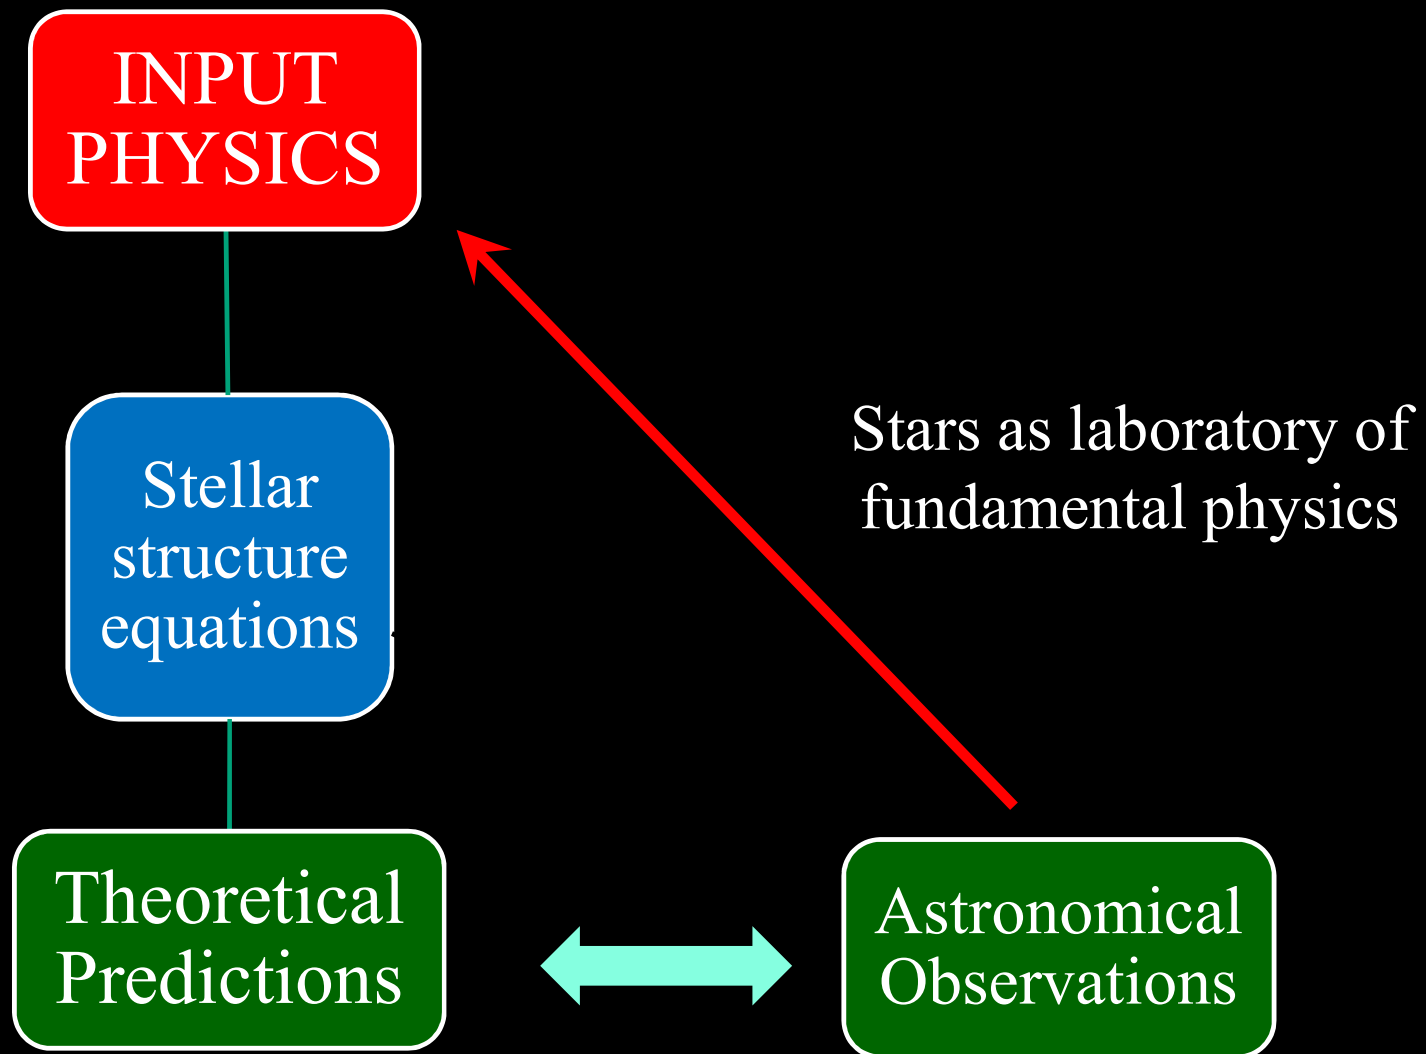 INPUT
PHYSICS
Stars as laboratory of
fundamental physics
Stellar
structure
equations
Theoretical
Predictions
Astronomical
Observations